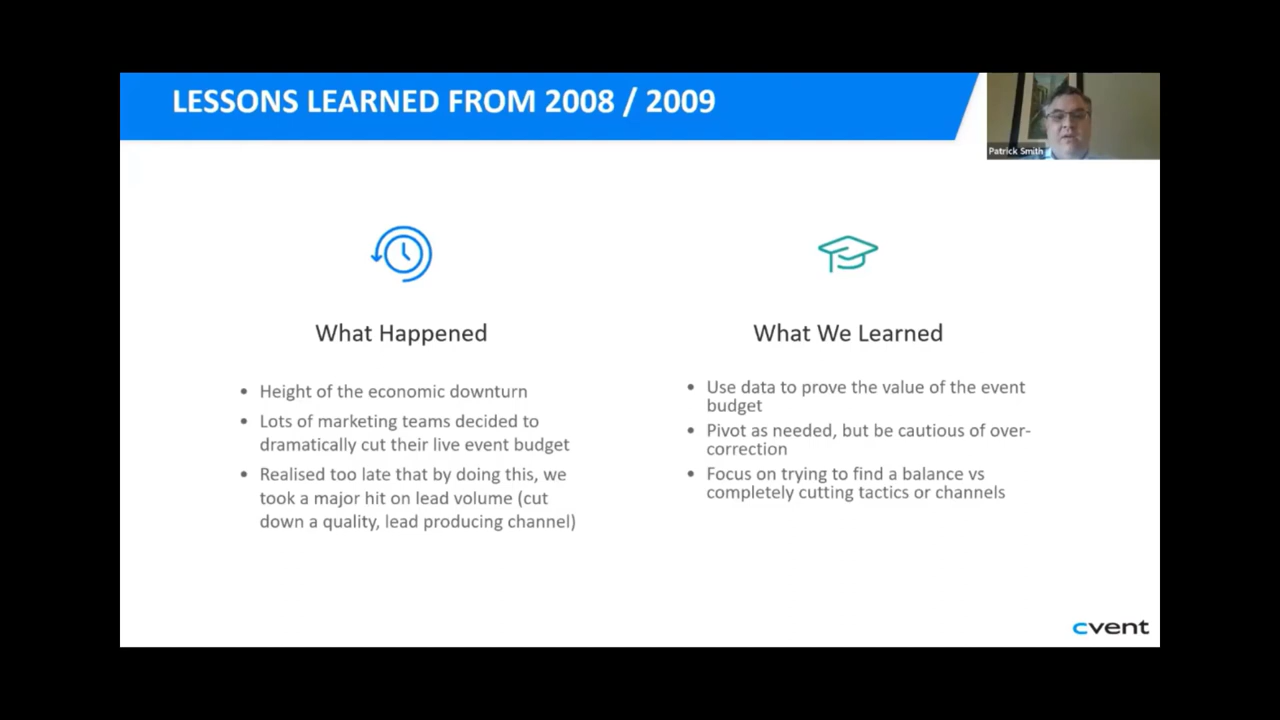 LESSONS LEARNED FROM 2008 / 2009
Patrick Smith
What Happened
• Height of the economic downturn
• Lots of marketing teams decided to
dramatically cut their live event budget
• Realised too late that by doing this, we
took a major hit on lead volume (cut
down a quality, lead producing channel)
What We Learned
• Use data to prove the value of the event
budget
• Pivot as needed, but be cautious of over-
correction
• Focus on trying to find a balance vs
completely cutting tactics or channels
cvent